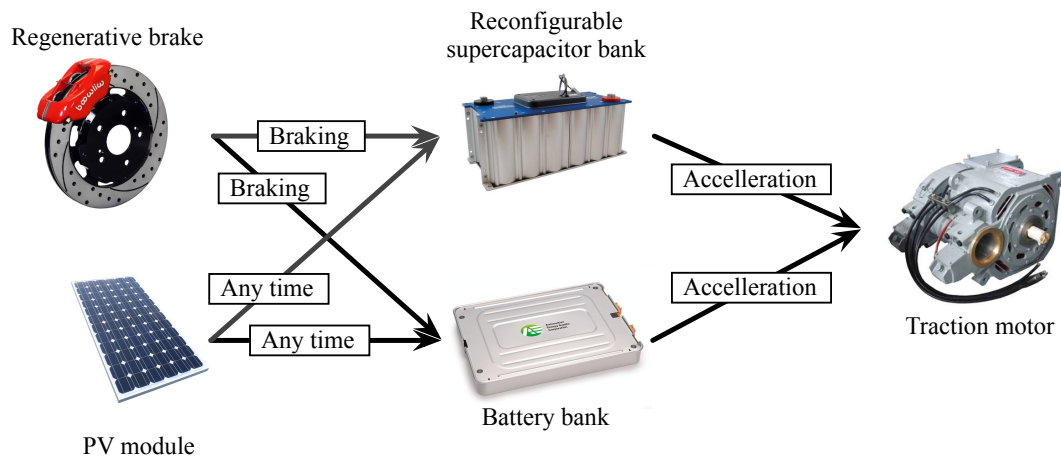 Regenerative brake
Reconfigurable
supercapacitor bank
Braking
Braking
Accelleration
Any time
Accelleration
Any time
Traction motor
Battery bank
PV module